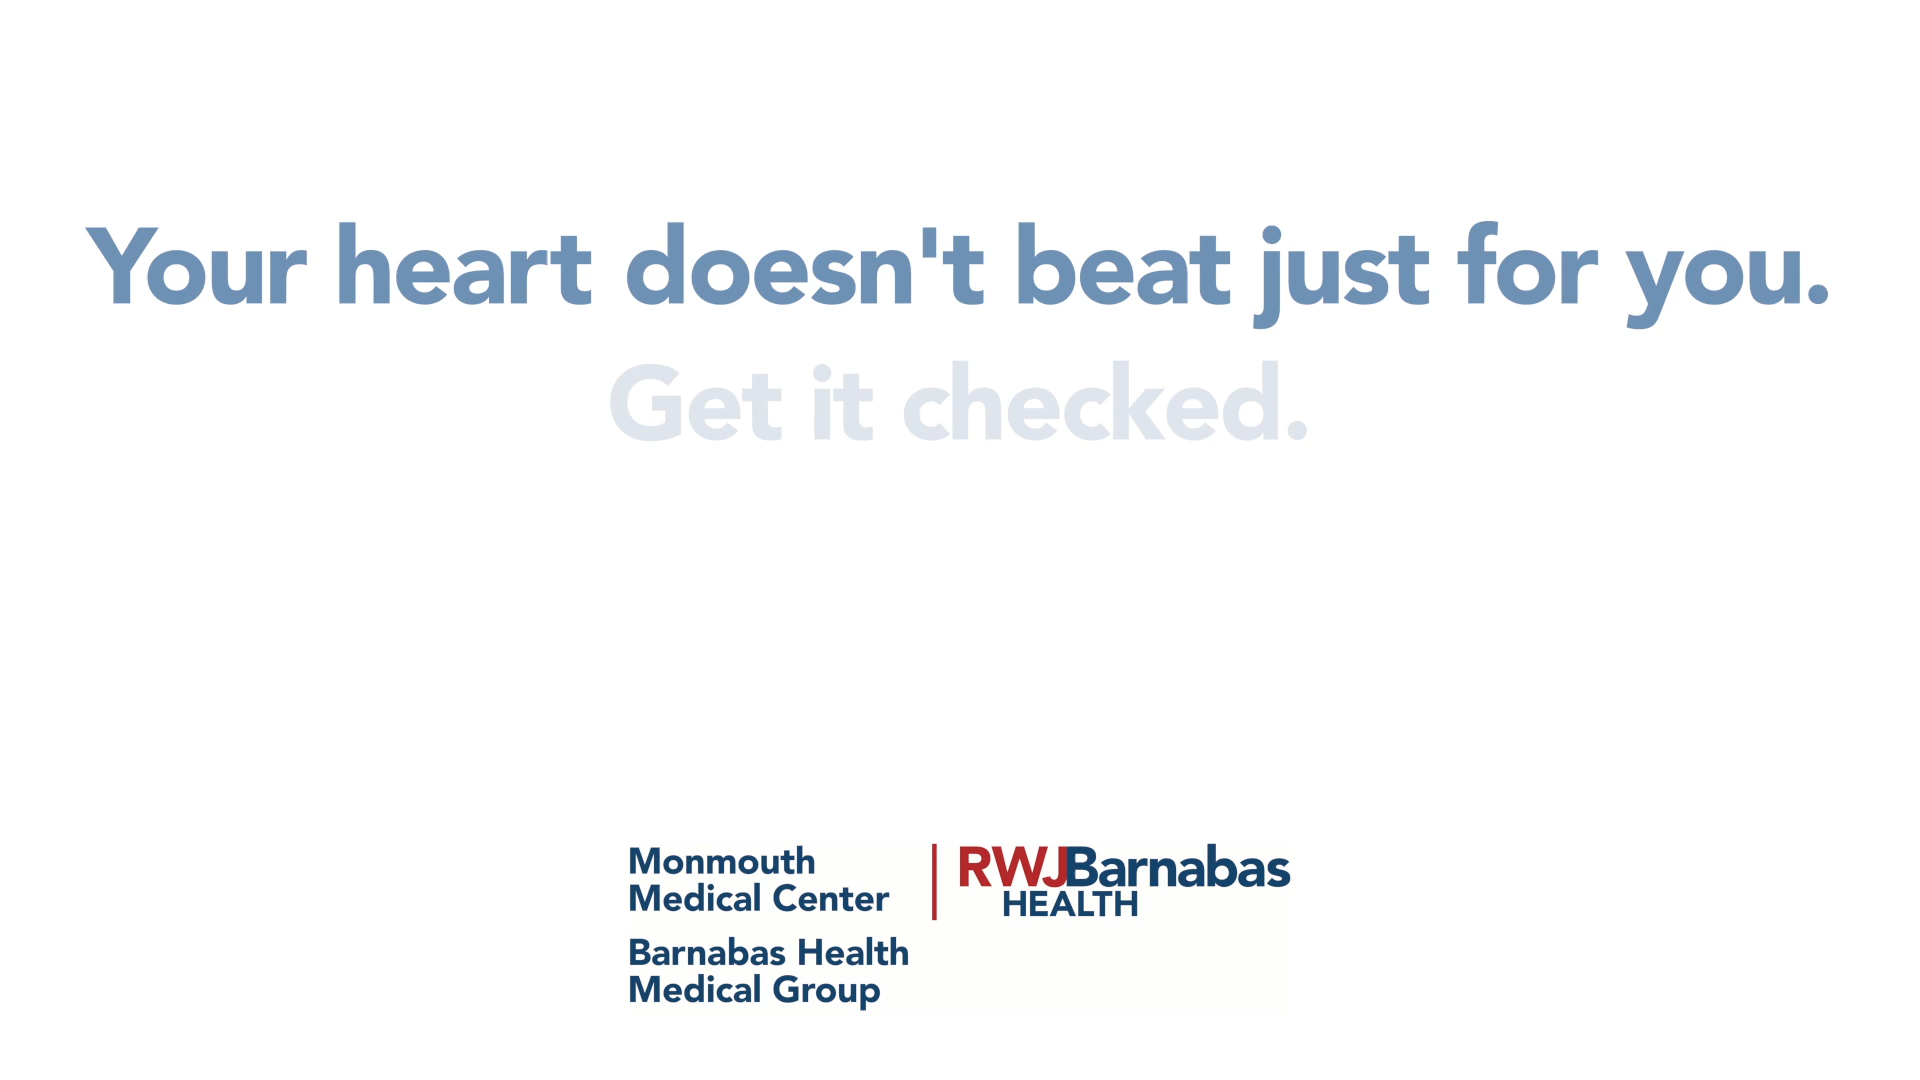 Your heart doesn't beat just for you.
Get it checked.
Monmouth
Medical Center
RWJBarnabas
HEALTH
Barnabas Health
Medical Group